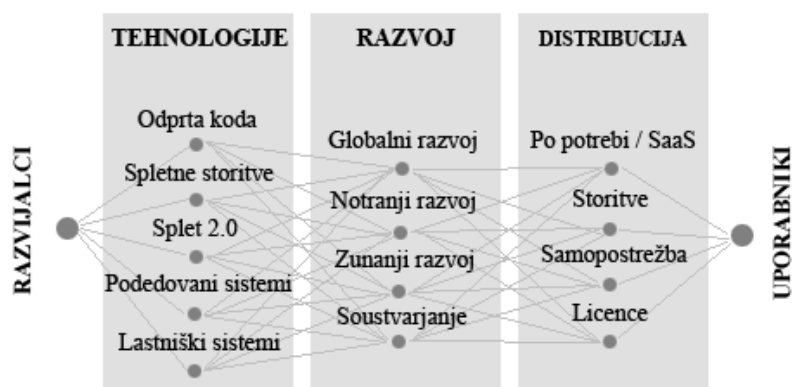 TEHNOLOGIJE
RAZVOJ
DISTRIBUCIJA
RAZVIJALCI
Odprta koda
Spletne storitve
Splet 2.0
Podedovani sistemi
Lastniški sistemi
Globalni razvoj
Notranji razvoj
Zunanji razvoj
Soustvarjanje
Po potrebi / SaaS
Storitve
Samopostrežba
Licence
UPORABNIKI